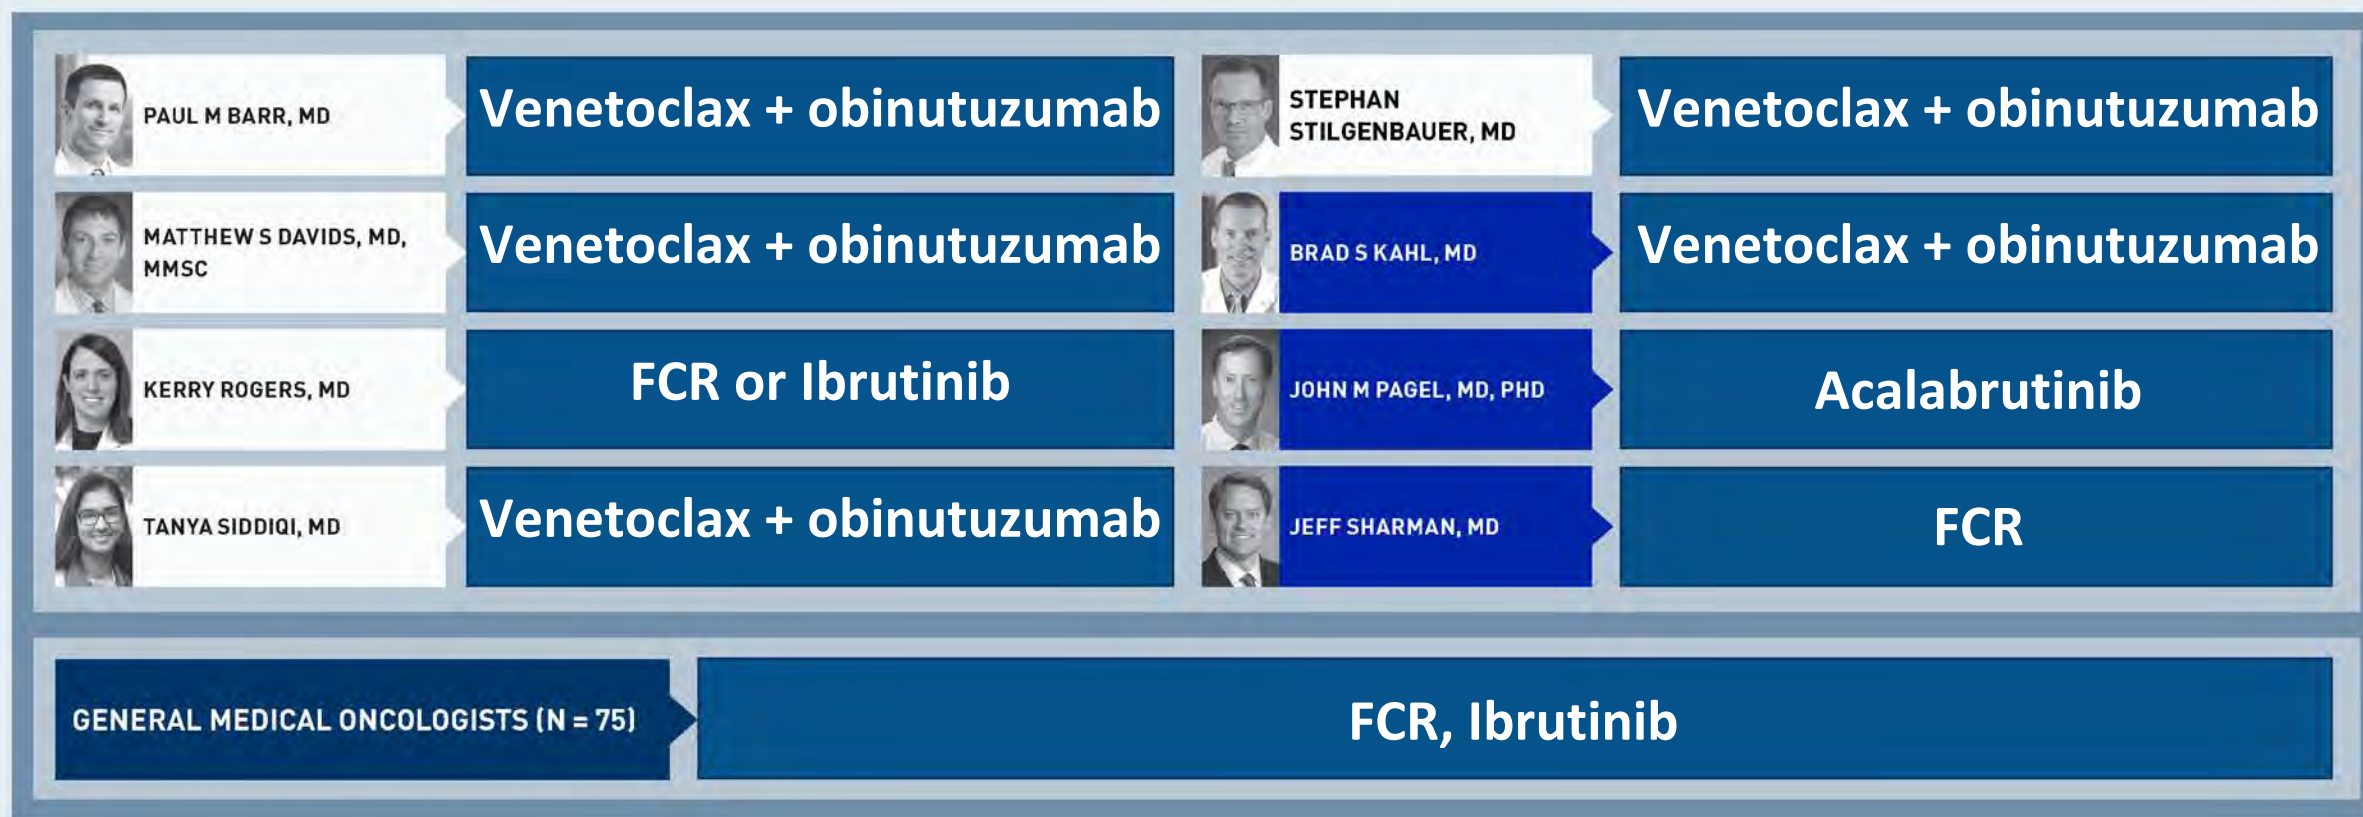 PAUL M BARR, MD
Venetoclax + obinutuzumab
MATTHEW S DAVIDS, MD,
MMSC
Venetoclax + obinutuzumab
KERRY ROGERS, MD
FCR or Ibrutinib
TANYA SIDDIQI, MD
Venetoclax + obinutuzumab
STEPHAN
STILGENBAUER, MD
Venetoclax + obinutuzumab
BRAD S KAHL, MD
Venetoclax + obinutuzumab
JOHN M PAGEL, MD, PHD
Acalabrutinib
JEFF SHARMAN, MD
FCR
GENERAL MEDICAL ONCOLOGISTS (N = 75)
FCR, Ibrutinib